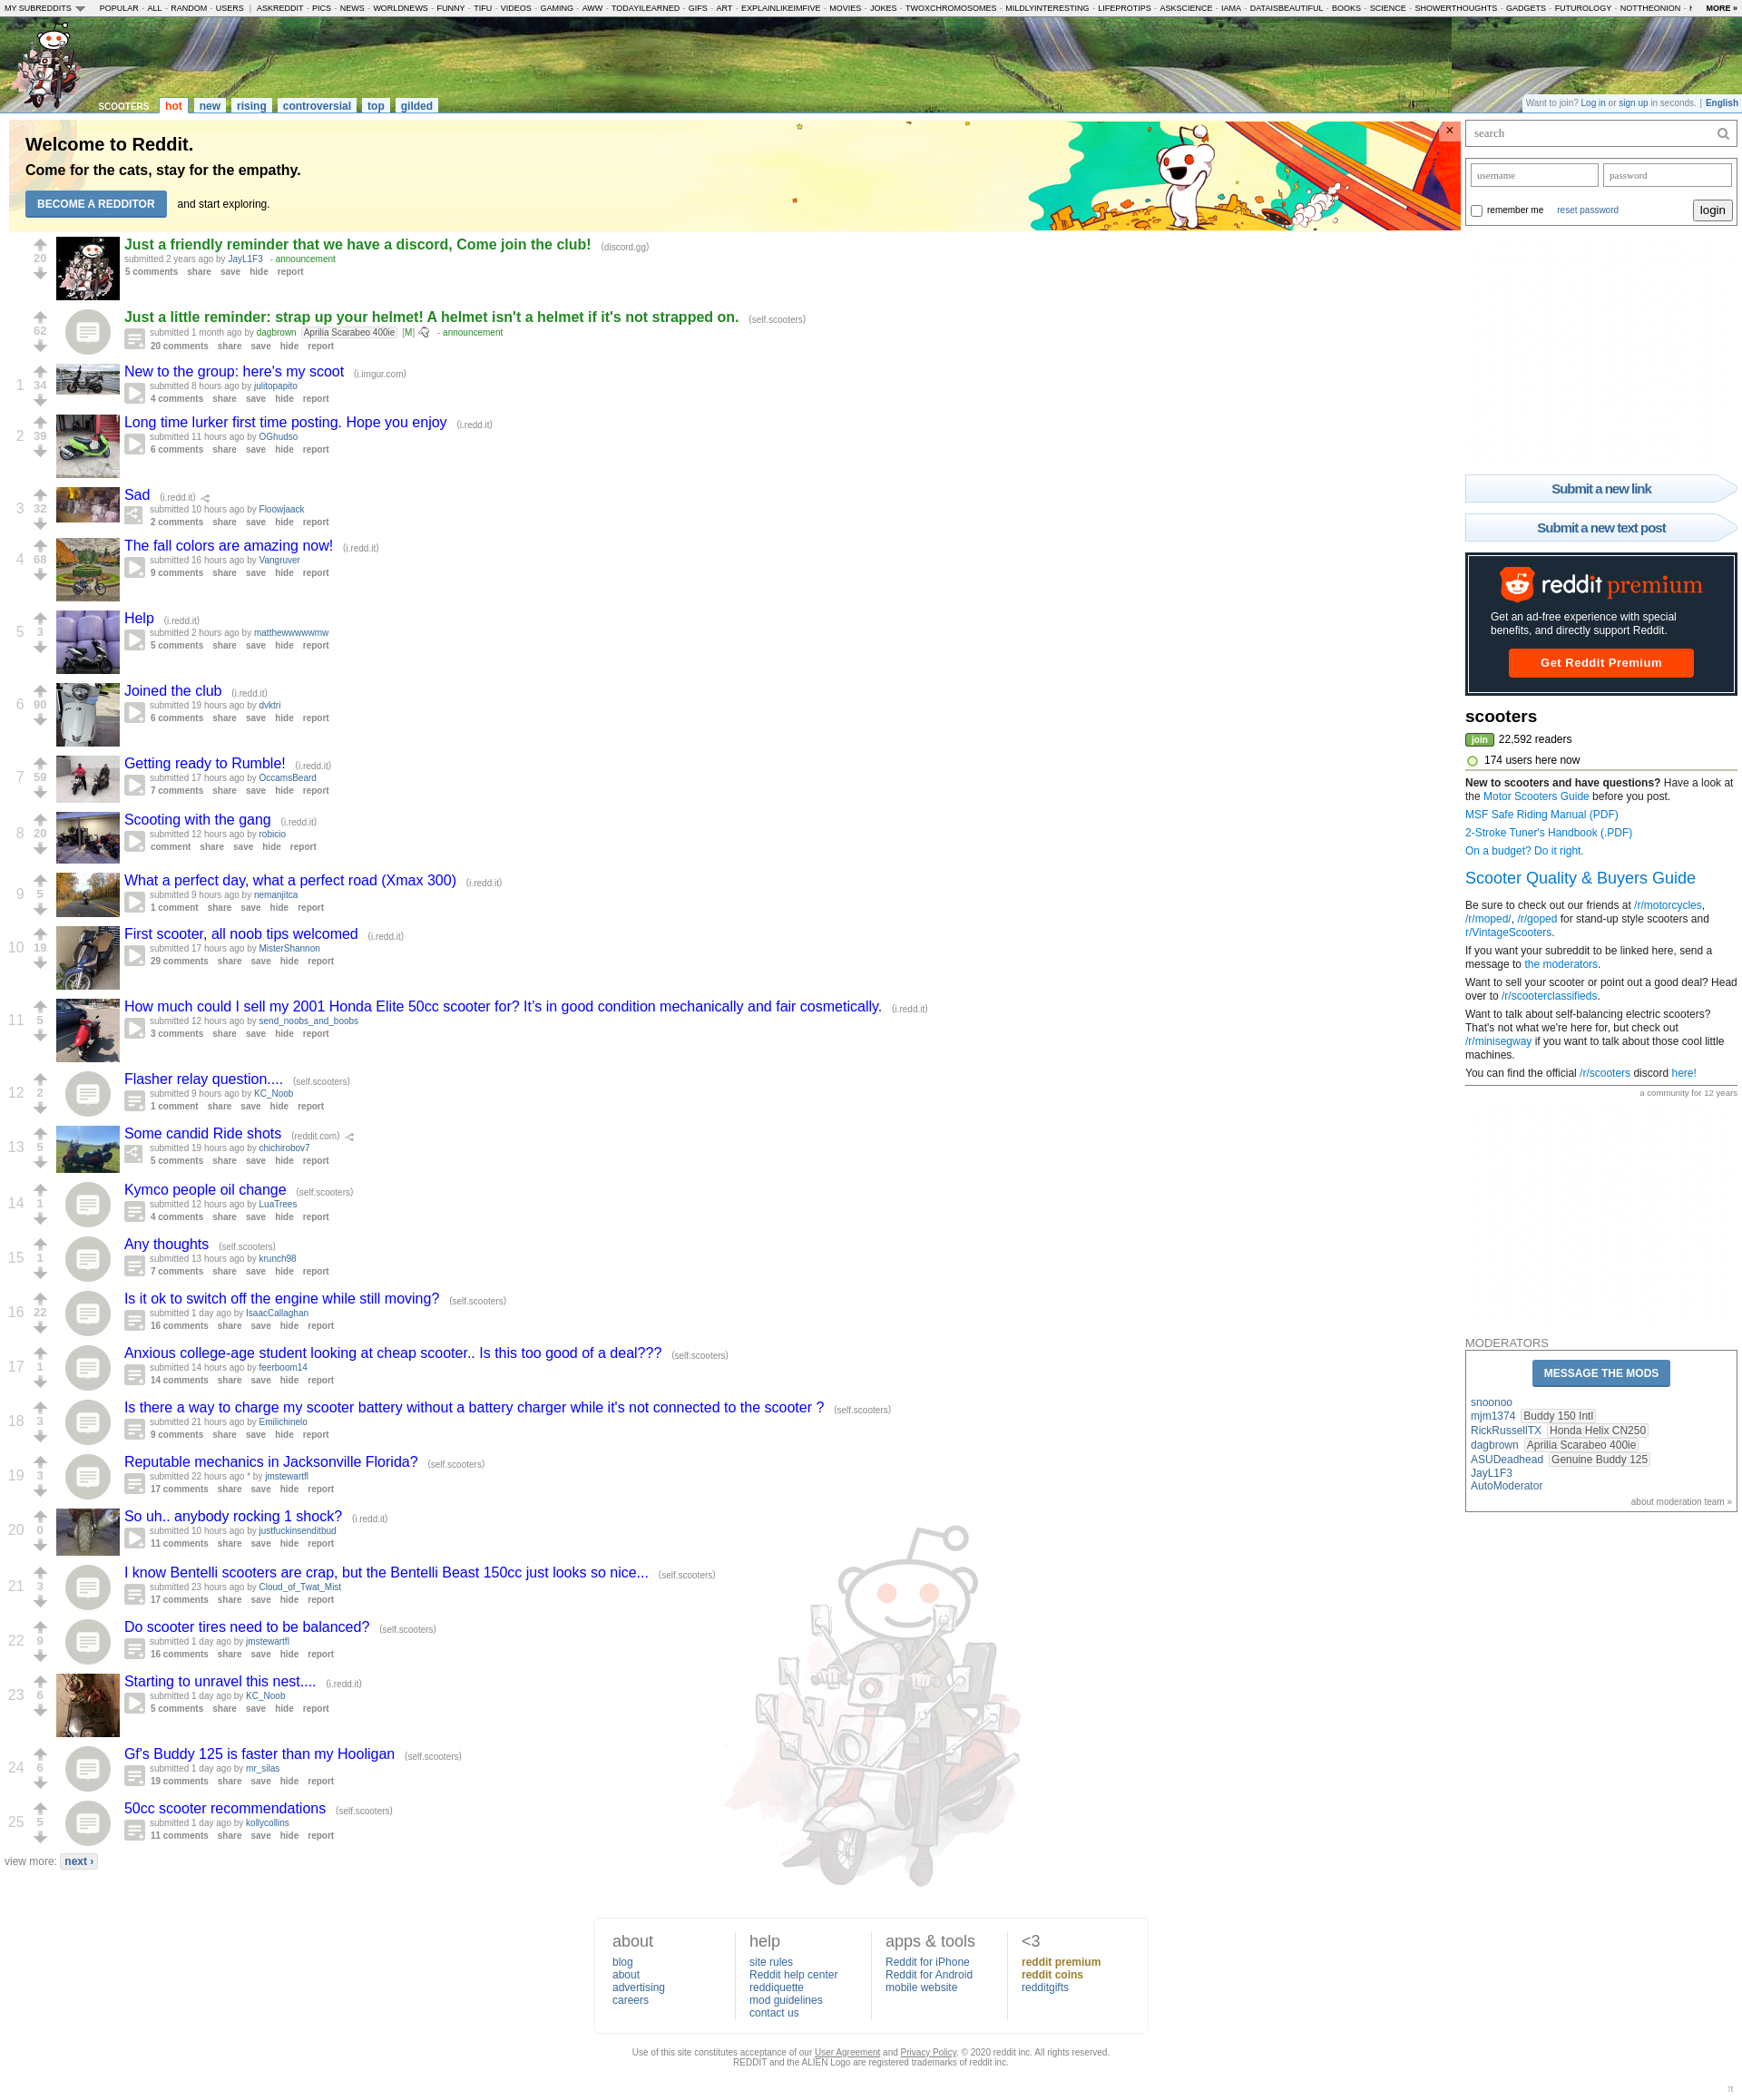 MY SUBREDDITS POPULAR - ALL - RANDOM - USERS | ASKREDDIT - PICS - NEWS - WORLDNEWS - FUNNY - TIFU - VIDEOS - GAMING - AWW - TODAYILEARNED - GIFS - ART - EXPLAINLIKEIMFIVE - MOVIES - JOKES - TWOXCHROMOSOMES - MILDLYINTERESTING - LIFEPROTIPS - ASKSCIENCE - IAMA - DATAISBEAUTIFUL - BOOKS - SCIENCE - SHOWERTHOUGHTS - GADGETS - FUTUROLOGY - NOTTHEONION - MORE »
SCOOTERS hot new rising controversial top gilded
Want to join? Log in or sign up in seconds. | English
Welcome to Reddit.
Come for the cats, stay for the empathy.
BECOME A REDDITOR and start exploring.
×
search
username password
remember me reset password login
20
Just a friendly reminder that we have a discord, Come join the club! (discord.gg)
submitted 2 years ago by JayL1F3 - announcement
5 comments share save hide report
62
Just a little reminder: strap up your helmet! A helmet isn't a helmet if it's not strapped on. (self.scooters)
submitted 1 month ago by dagbrown Aprilia Scarabeo 400ie [M] - announcement
20 comments share save hide report
1 34
New to the group: here's my scoot (i.imgur.com)
submitted 8 hours ago by julitopapito
4 comments share save hide report
2 39
Long time lurker first time posting. Hope you enjoy (i.redd.it)
submitted 11 hours ago by OGhudso
6 comments share save hide report
3 32
Sad (i.redd.it)
submitted 10 hours ago by Floowjaack
2 comments share save hide report
4 68
The fall colors are amazing now! (i.redd.it)
submitted 16 hours ago by Vangruver
9 comments share save hide report
5 3
Help (i.redd.it)
submitted 2 hours ago by matthewwwwwmw
5 comments share save hide report
6 90
Joined the club (i.redd.it)
submitted 19 hours ago by dvktri
6 comments share save hide report
7 59
Getting ready to Rumble! (i.redd.it)
submitted 17 hours ago by OccamsBeard
7 comments share save hide report
8 20
Scooting with the gang (i.redd.it)
submitted 12 hours ago by robicio
comment share save hide report
9 5
What a perfect day, what a perfect road (Xmax 300) (i.redd.it)
submitted 9 hours ago by nemanjitca
1 comment share save hide report
10 19
First scooter, all noob tips welcomed (i.redd.it)
submitted 17 hours ago by MisterShannon
29 comments share save hide report
11 5
How much could I sell my 2001 Honda Elite 50cc scooter for? It’s in good condition mechanically and fair cosmetically. (i.redd.it)
submitted 12 hours ago by send_noobs_and_boobs
3 comments share save hide report
12 2
Flasher relay question.... (self.scooters)
submitted 9 hours ago by KC_Noob
1 comment share save hide report
13 5
Some candid Ride shots (reddit.com)
submitted 19 hours ago by chichirobov7
5 comments share save hide report
14 1
Kymco people oil change (self.scooters)
submitted 12 hours ago by LuaTrees
4 comments share save hide report
15 1
Any thoughts (self.scooters)
submitted 13 hours ago by krunch98
7 comments share save hide report
16 22
Is it ok to switch off the engine while still moving? (self.scooters)
submitted 1 day ago by IsaacCallaghan
16 comments share save hide report
17 1
Anxious college-age student looking at cheap scooter.. Is this too good of a deal??? (self.scooters)
submitted 14 hours ago by feerboom14
14 comments share save hide report
18 3
Is there a way to charge my scooter battery without a battery charger while it's not connected to the scooter ? (self.scooters)
submitted 21 hours ago by Emilichinelo
9 comments share save hide report
19 3
Reputable mechanics in Jacksonville Florida? (self.scooters)
submitted 22 hours ago * by jmstewartfl
17 comments share save hide report
20 0
So uh.. anybody rocking 1 shock? (i.redd.it)
submitted 10 hours ago by justfuckinsenditbud
11 comments share save hide report
21 3
I know Bentelli scooters are crap, but the Bentelli Beast 150cc just looks so nice... (self.scooters)
submitted 23 hours ago by Cloud_of_Twat_Mist
17 comments share save hide report
22 9
Do scooter tires need to be balanced? (self.scooters)
submitted 1 day ago by jmstewartfl
16 comments share save hide report
23 6
Starting to unravel this nest.... (i.redd.it)
submitted 1 day ago by KC_Noob
5 comments share save hide report
24 6
Gf's Buddy 125 is faster than my Hooligan (self.scooters)
submitted 1 day ago by mr_silas
19 comments share save hide report
25 5
50cc scooter recommendations (self.scooters)
submitted 1 day ago by kollycollins
11 comments share save hide report
view more: next ›
Submit a new link
Submit a new text post
reddit premium
Get an ad-free experience with special
benefits, and directly support Reddit.
Get Reddit Premium
scooters
join 22,592 readers
174 users here now
New to scooters and have questions? Have a look at
the Motor Scooters Guide before you post.
MSF Safe Riding Manual (PDF)
2-Stroke Tuner's Handbook (.PDF)
On a budget? Do it right.
Scooter Quality & Buyers Guide
Be sure to check out our friends at /r/motorcycles,
/r/moped/, /r/goped for stand-up style scooters and
r/VintageScooters.
If you want your subreddit to be linked here, send a
message to the moderators.
Want to sell your scooter or point out a good deal? Head
over to /r/scooterclassifieds.
Want to talk about self-balancing electric scooters?
That's not what we're here for, but check out
/r/minisegway if you want to talk about those cool little
machines.
You can find the official /r/scooters discord here!
a community for 12 years
MODERATORS
MESSAGE THE MODS
snoonoo
mjm1374 Buddy 150 Intl
RickRussellTX Honda Helix CN250
dagbrown Aprilia Scarabeo 400ie
ASUDeadhead Genuine Buddy 125
JayL1F3
AutoModerator
about moderation team »
about
blog
about
advertising
careers
help
site rules
Reddit help center
reddiquette
mod guidelines
contact us
apps & tools
Reddit for iPhone
Reddit for Android
mobile website
<3
reddit premium
reddit coins
redditgifts
Use of this site constitutes acceptance of our User Agreement and Privacy Policy. © 2020 reddit inc. All rights reserved.
REDDIT and the ALIEN Logo are registered trademarks of reddit inc.
π